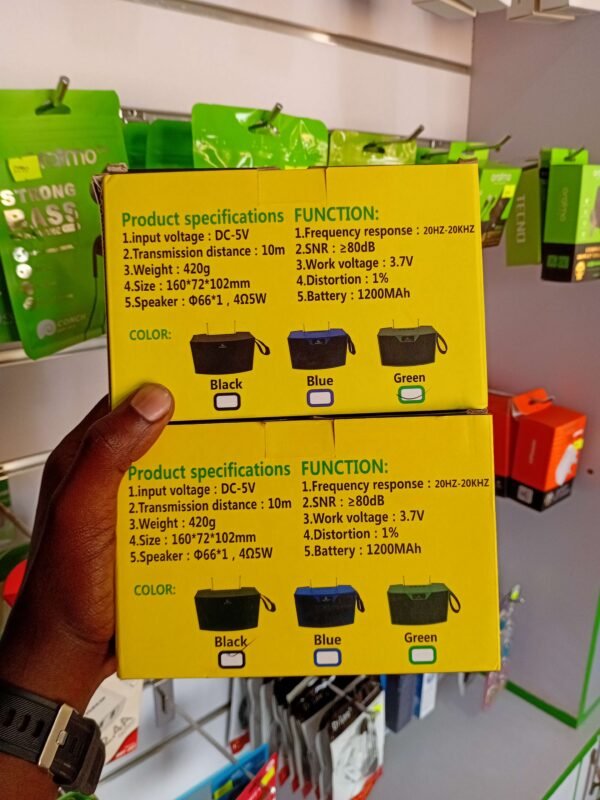 oraimo
STRONG
BASS
CONCH
TECNO
oraimo
Product specifications
1.input voltage : DC-5V
2.Transmission distance : 10m
3.Weight : 420g
4.Size : 160*72*102mm
5.Speaker : Φ66*1 , 4Ω5W
FUNCTION:
1.Frequency response : 20HZ-20KHZ
2.SNR : ≥80dB
3.Work voltage : 3.7V
4.Distortion : 1%
5.Battery : 1200MAh
COLOR:
Black
Blue
Green
Product specifications
1.input voltage : DC-5V
2.Transmission distance : 10m
3.Weight : 420g
4.Size : 160*72*102mm
5.Speaker : Φ66*1 , 4Ω5W
FUNCTION:
1.Frequency response : 20HZ-20KHZ
2.SNR : ≥80dB
3.Work voltage : 3.7V
4.Distortion : 1%
5.Battery : 1200MAh
COLOR:
Black
Blue
Green